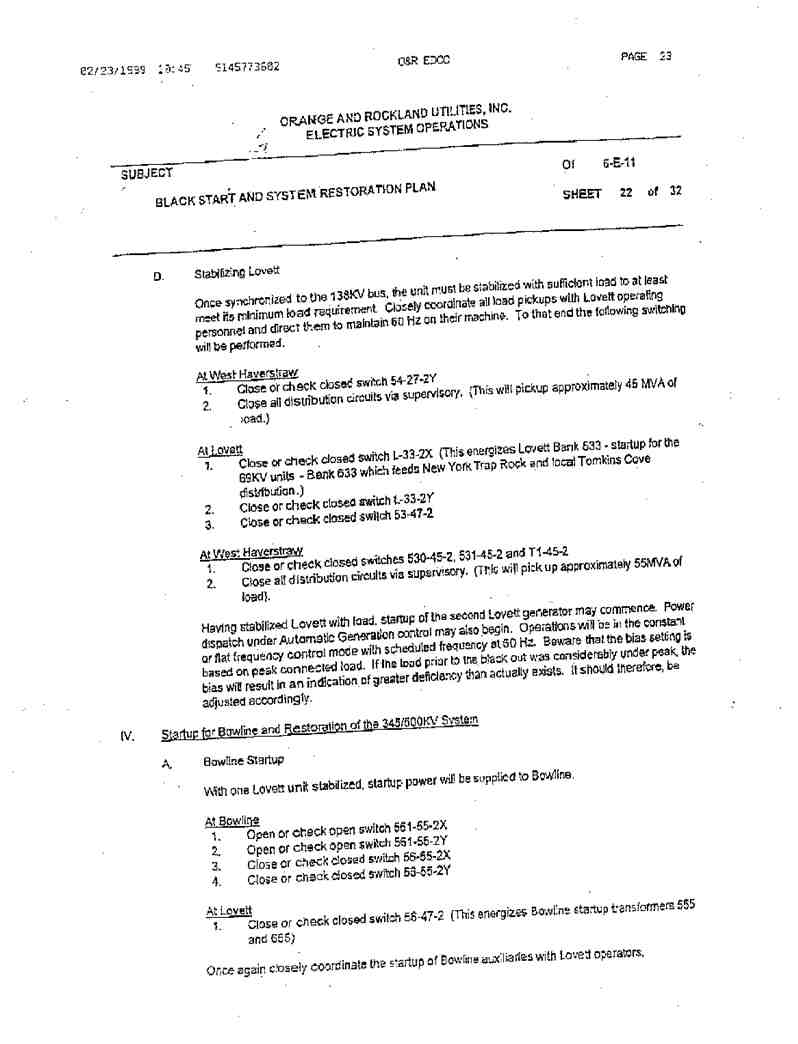 02/23/1999 10:45 9145773682 O&R EDCC PAGE 23
ORANGE AND ROCKLAND UTILITIES, INC.
ELECTRIC SYSTEM OPERATIONS
SUBJECT
OI 6-E-11
BLACK START AND SYSTEM RESTORATION PLAN
SHEET 22 of 32
D. Stabilizing Lovett
Once synchronized to the 138KV bus, the unit must be stabilized with sufficient load to at least
meet its minimum load requirement. Closely coordinate all load pickups with Lovett operating
personnel and direct them to maintain 60 Hz on their machine. To that end the following switching
will be performed.
At West Haverstraw
1. Close or check closed switch 54-27-2Y
2. Close all distribution circuits via supervisory. (This will pickup approximately 45 MVA of
load.)
At Lovett
1. Close or check closed switch L-33-2X (This energizes Lovett Bank 533 - startup for the
69KV units - Bank 633 which feeds New York Trap Rock and local Tomkins Cove
distribution.)
2. Close or check closed switch L-33-2Y
3. Close or check closed switch 53-47-2
At West Haverstraw
1. Close or check closed switches 530-45-2, 531-45-2 and T1-45-2
2. Close all distribution circuits via supervisory. (This will pick up approximately 55MVA of
load).
Having stabilized Lovett with load, startup of the second Lovett generator may commence. Power
dispatch under Automatic Generation control may also begin. Operations will be in the constant
or flat frequency control mode with scheduled frequency at 60 Hz. Beware that the bias setting is
based on peak connected load. If the load prior to the black out was considerably under peak, the
bias will result in an indication of greater deficiency than actually exists. It should therefore, be
adjusted accordingly.
IV. Startup for Bowline and Restoration of the 345/500KV System
A. Bowline Startup
With one Lovett unit stabilized, startup power will be supplied to Bowline.
At Bowline
1. Open or check open switch 561-55-2X
2. Open or check open switch 561-55-2Y
3. Close or check closed switch 56-55-2X
4. Close or check closed switch 56-55-2Y
At Lovett
1. Close or check closed switch 56-47-2 (This energizes Bowline startup transformers 555
and 655)
Once again closely coordinate the startup of Bowline auxiliaries with Lovett operators.